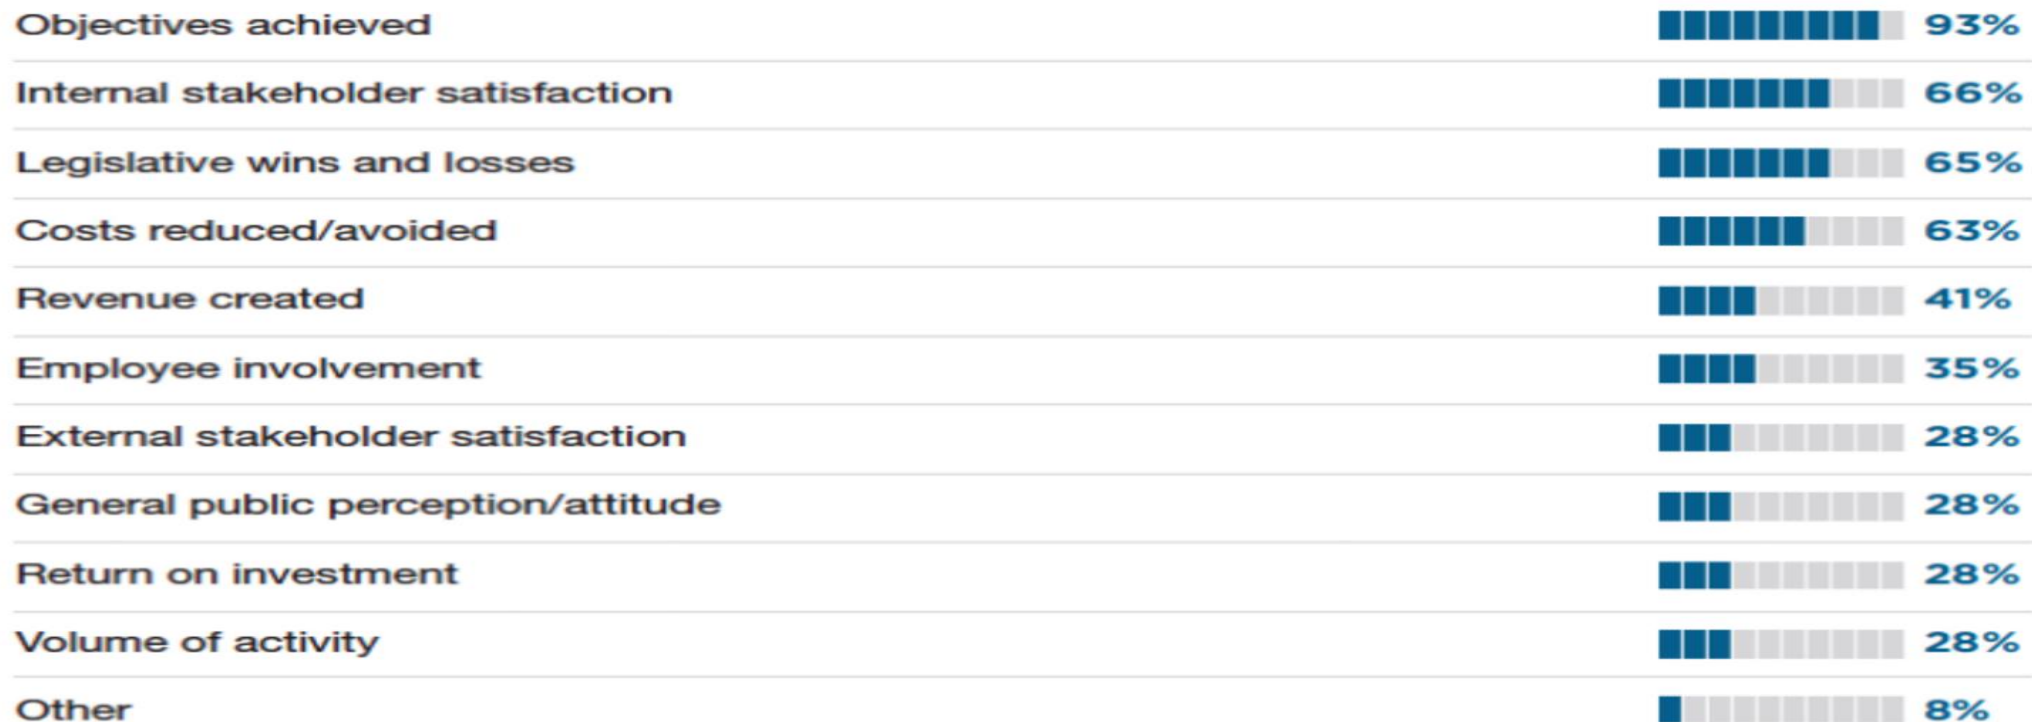 Objectives achieved 93%
Internal stakeholder satisfaction 66%
Legislative wins and losses 65%
Costs reduced/avoided 63%
Revenue created 41%
Employee involvement 35%
External stakeholder satisfaction 28%
General public perception/attitude 28%
Return on investment 28%
Volume of activity 28%
Other 8%